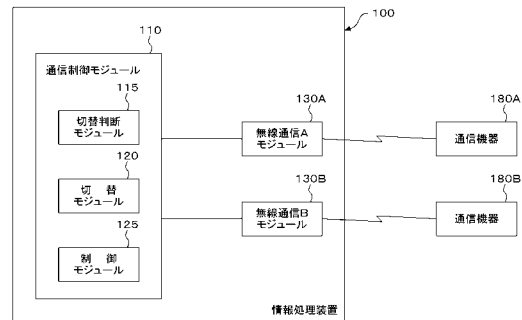 100
110
通信制御モジュール
115
切替判断
モジュール
120
切 替
モジュール
125
制 御
モジュール
130A
無線通信A
モジュール
180A
通信機器
130B
無線通信B
モジュール
180B
通信機器
情報処理装置